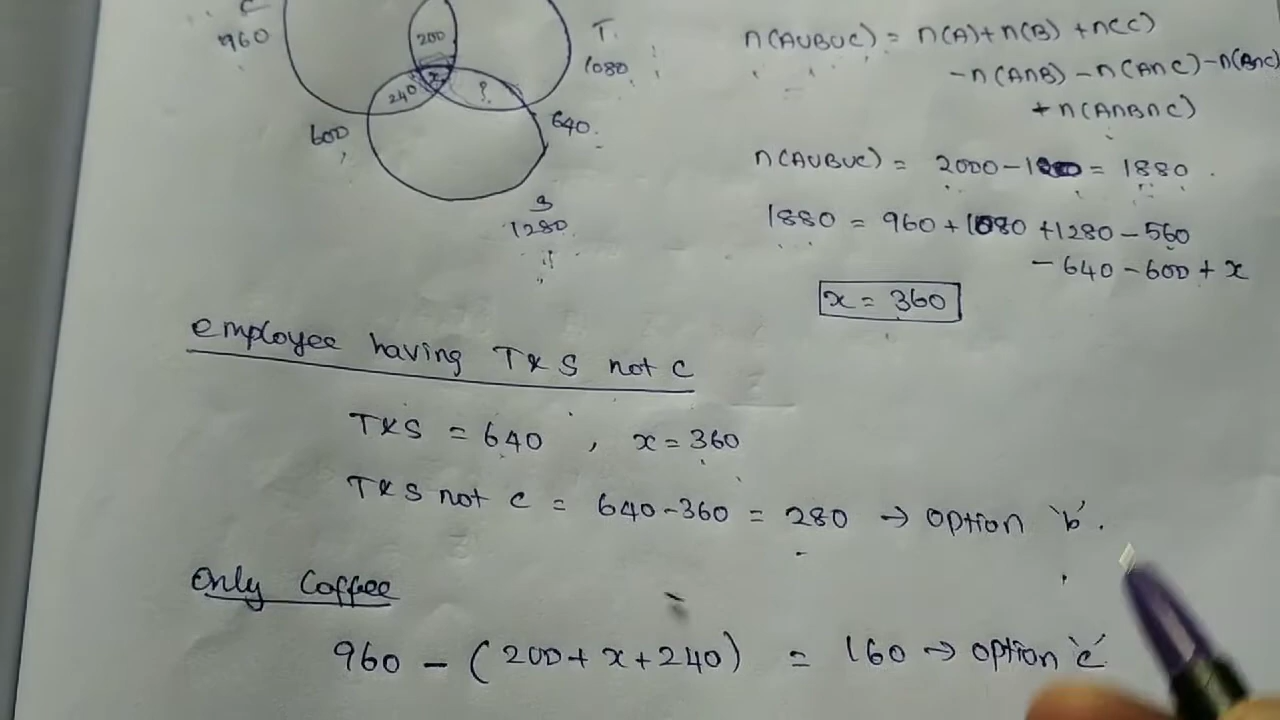 C
960
200
T
1080
x
240
?
600
640.
S
1280
n(AUBUC) = n(A)+n(B)+n(C)
-n(A∩B) -n(A∩C)-n(B∩C)
+ n(A∩B∩C)
n(AUBUC) = 2000-120 = 1880.
1880 = 960+1080+1280-560
-640-600+x
x = 360
employee having T&S not C
T&S = 640 , x=360
T&S not C = 640-360 = 280 → option 'b'.
Only Coffee
960 - (200+x+240) = 160 → option 'c'